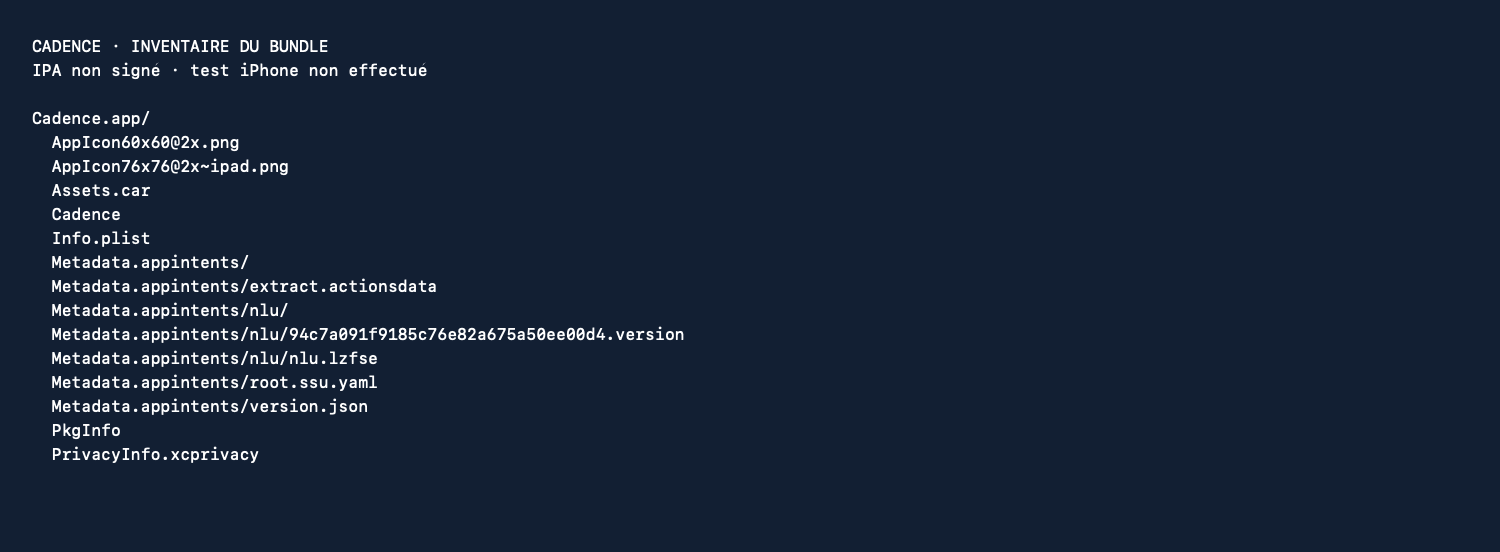 CADENCE · INVENTAIRE DU BUNDLE
IPA non signé · test iPhone non effectué
Cadence.app/
AppIcon60x60@2x.png
AppIcon76x76@2x~ipad.png
Assets.car
Cadence
Info.plist
Metadata.appintents/
Metadata.appintents/extract.actionsdata
Metadata.appintents/nlu/
Metadata.appintents/nlu/94c7a091f9185c76e82a675a50ee00d4.version
Metadata.appintents/nlu/nlu.lzfse
Metadata.appintents/root.ssu.yaml
Metadata.appintents/version.json
PkgInfo
PrivacyInfo.xcprivacy